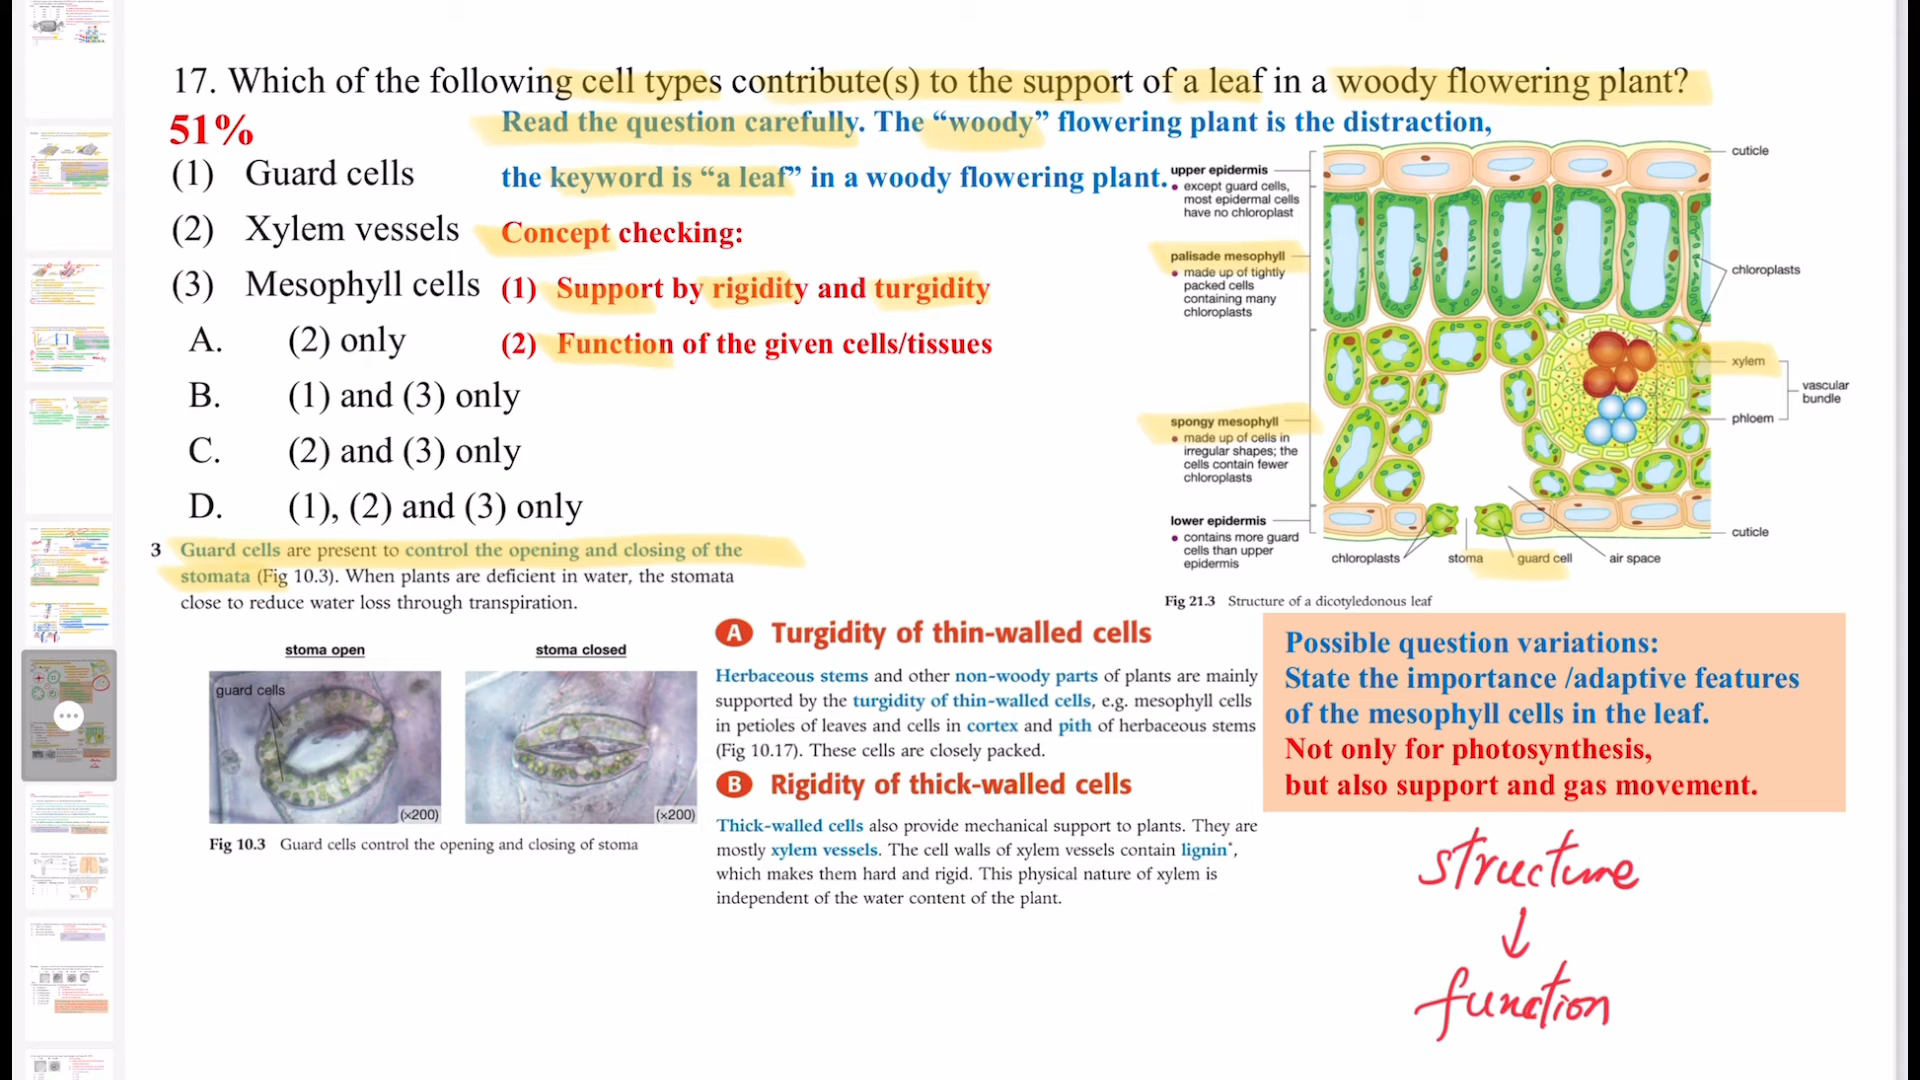 17. Which of the following cell types contribute(s) to the support of a leaf in a woody flowering plant?
51%
Read the question carefully. The “woody” flowering plant is the distraction,
the keyword is “a leaf” in a woody flowering plant.
(1) Guard cells
(2) Xylem vessels
Concept checking:
(3) Mesophyll cells
(1) Support by rigidity and turgidity
A. (2) only
(2) Function of the given cells/tissues
B. (1) and (3) only
C. (2) and (3) only
D. (1), (2) and (3) only
upper epidermis
• except guard cells,
most epidermal cells
have no chloroplast
palisade mesophyll
• made up of tightly
packed cells
containing many
chloroplasts
spongy mesophyll
• made up of cells in
irregular shapes; the
cells contain fewer
chloroplasts
lower epidermis
• contains more guard
cells than upper
epidermis
cuticle
chloroplasts
xylem
vascular
bundle
phloem
cuticle
chloroplasts
stoma
guard cell
air space
Fig 21.3 Structure of a dicotyledonous leaf
3 Guard cells are present to control the opening and closing of the
stomata (Fig 10.3). When plants are deficient in water, the stomata
close to reduce water loss through transpiration.
stoma open
stoma closed
guard cells
(×200)
(×200)
Fig 10.3 Guard cells control the opening and closing of stoma
A Turgidity of thin-walled cells
Herbaceous stems and other non-woody parts of plants are mainly
supported by the turgidity of thin-walled cells, e.g. mesophyll cells
in petioles of leaves and cells in cortex and pith of herbaceous stems
(Fig 10.17). These cells are closely packed.
B Rigidity of thick-walled cells
Thick-walled cells also provide mechanical support to plants. They are
mostly xylem vessels. The cell walls of xylem vessels contain lignin*,
which makes them hard and rigid. This physical nature of xylem is
independent of the water content of the plant.
Possible question variations:
State the importance /adaptive features
of the mesophyll cells in the leaf.
Not only for photosynthesis,
but also support and gas movement.
structure
↓
function